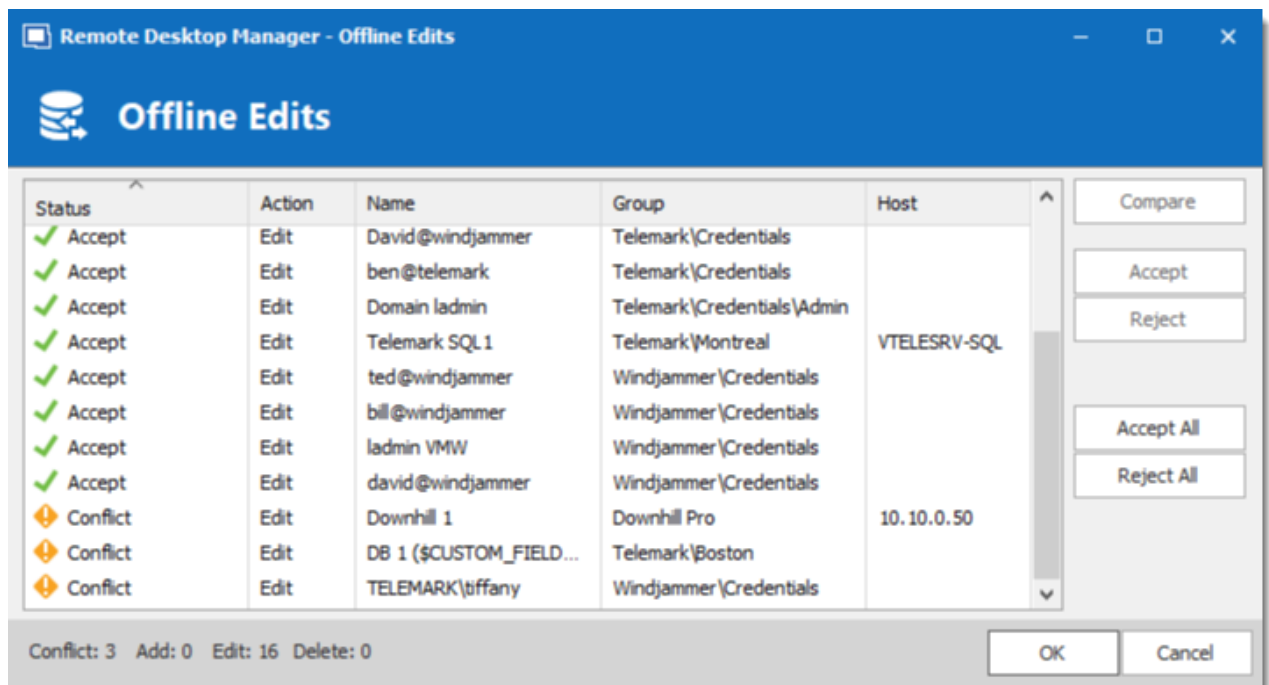 Remote Desktop Manager - Offline Edits
Offline Edits
Status Action Name Group Host
Compare
Accept Edit David@windjammer Telemark\Credentials
Accept Edit ben@telemark Telemark\Credentials
Accept
Accept Edit Domain ladmin Telemark\Credentials\Admin
Reject
Accept Edit Telemark SQL1 Telemark\Montreal VTELESRV-SQL
Accept Edit ted@windjammer Windjammer\Credentials
Accept Edit bill@windjammer Windjammer\Credentials
Accept All
Accept Edit ladmin VMW Windjammer\Credentials
Reject All
Accept Edit david@windjammer Windjammer\Credentials
Conflict Edit Downhill 1 Downhill Pro 10.10.0.50
Conflict Edit DB 1 ($CUSTOM_FIELD... Telemark\Boston
Conflict Edit TELEMARK\tiffany Windjammer\Credentials
Conflict: 3 Add: 0 Edit: 16 Delete: 0
OK Cancel